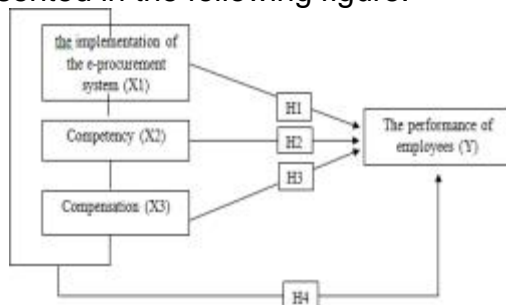 sented in the following figure.
the implementation of
the e-procurement
system (X1)
H1
Competency (X2)
H2
The performance of
employees (Y)
H3
Compensation (X3)
H4